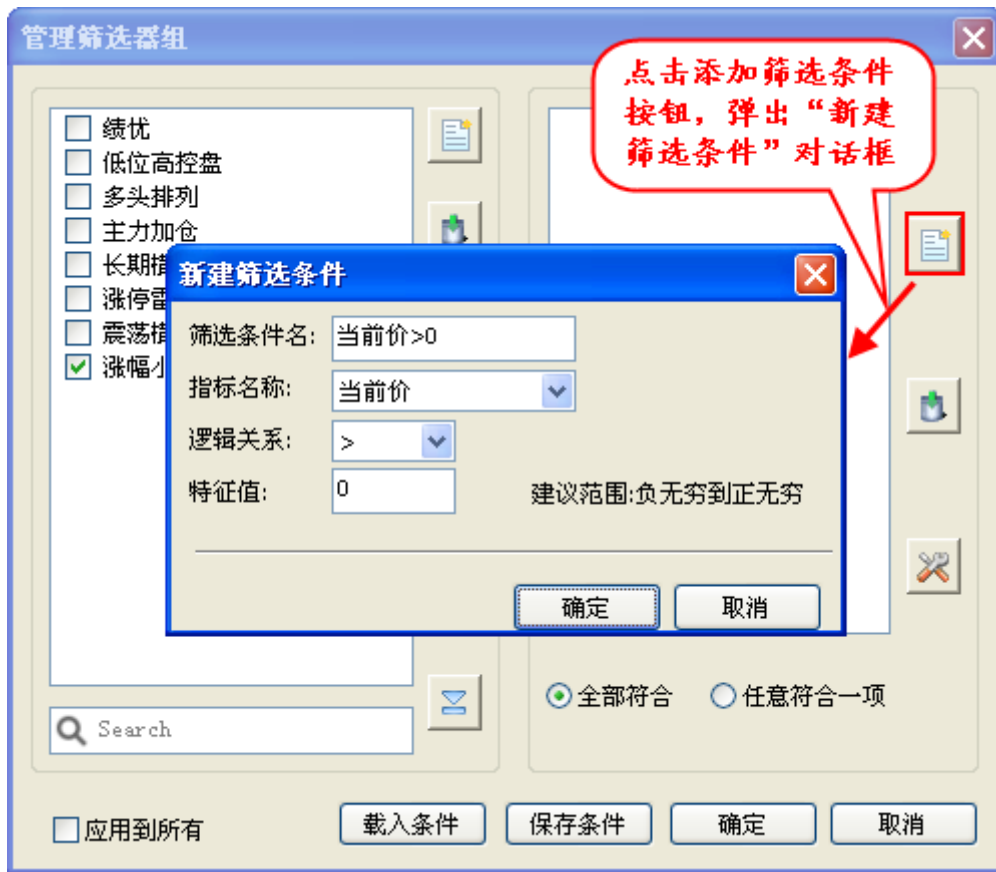 管理筛选器组
点击添加筛选条件
按钮，弹出“新建
筛选条件”对话框
绩优
低位高控盘
多头排列
主力加仓
长期横
涨停雷
震荡横
涨幅小
新建筛选条件
筛选条件名: 当前价>0
指标名称: 当前价
逻辑关系: >
特征值: 0 建议范围:负无穷到正无穷
确定 取消
全部符合 任意符合一项
Search
应用到所有 载入条件 保存条件 确定 取消